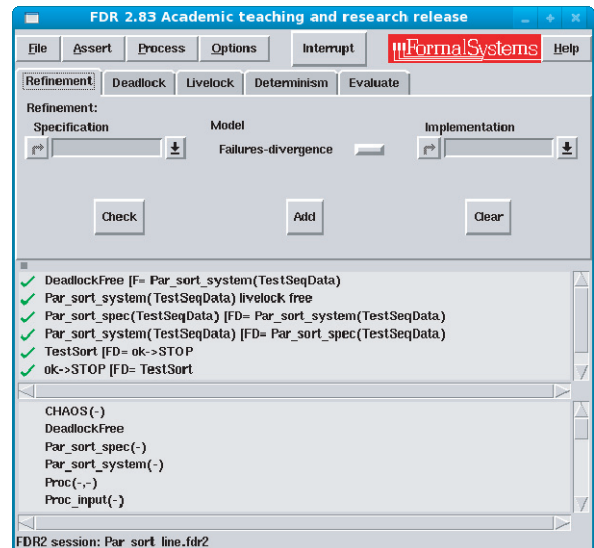 FDR 2.83 Academic teaching and research release
File Assert Process Options Interrupt FormalSystems Help
Refinement Deadlock Livelock Determinism Evaluate
Refinement:
Specification Model Implementation
Failures-divergence
Check Add Clear
DeadlockFree [F= Par_sort_system(TestSeqData)
Par_sort_system(TestSeqData) livelock free
Par_sort_spec(TestSeqData) [FD= Par_sort_system(TestSeqData)
Par_sort_system(TestSeqData) [FD= Par_sort_spec(TestSeqData)
TestSort [FD= ok->STOP
ok->STOP [FD= TestSort
CHAOS(-)
DeadlockFree
Par_sort_spec(-)
Par_sort_system(-)
Proc(-,-)
Proc_input(-)
FDR2 session: Par_sort_line.fdr2